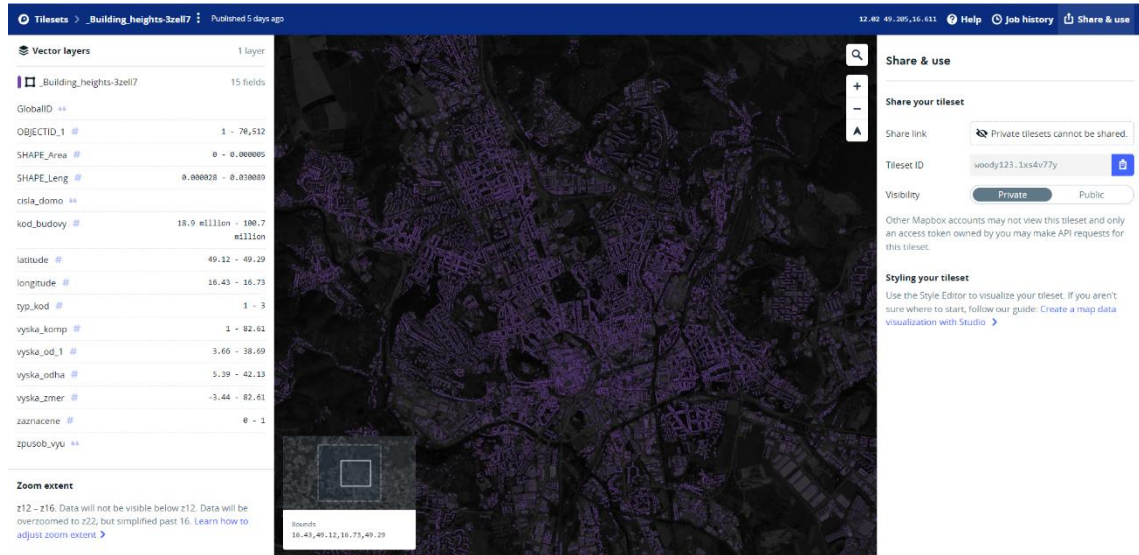 Tilesets > _Building_heights-3zell7 Published 5 days ago
12.02 49.205,16.611 Help Job history Share & use
Vector layers 1 layer
_Building_heights-3zell7 15 fields
GlobalID
OBJECTID_1 # 1 - 70,512
SHAPE_Area # 0 - 0.000005
SHAPE_Leng # 0.000028 - 0.030089
cisla_domo
kod_budovy # 18.9 million - 100.7
million
latitude # 49.12 - 49.29
longitude # 16.43 - 16.73
typ_kod # 1 - 3
vyska_komp # 1 - 82.61
vyska_od_1 # 3.66 - 38.69
vyska_odha # 5.39 - 42.13
vyska_zmer # -3.44 - 82.61
zaznacene # 0 - 1
zpusob_vyu
Zoom extent
z12 – z16. Data will not be visible below z12. Data will be
overzoomed to z22, but simplified past 16. Learn how to
adjust zoom extent >
Bounds
16.43,49.12,16.73,49.29
Share & use
Share your tileset
Share link Private tilesets cannot be shared.
Tileset ID woody123.1xs4v77y
Visibility Private Public
Other Mapbox accounts may not view this tileset and only
an access token owned by you may make API requests for
this tileset.
Styling your tileset
Use the Style Editor to visualize your tileset. If you aren't
sure where to start, follow our guide: Create a map data
visualization with Studio >